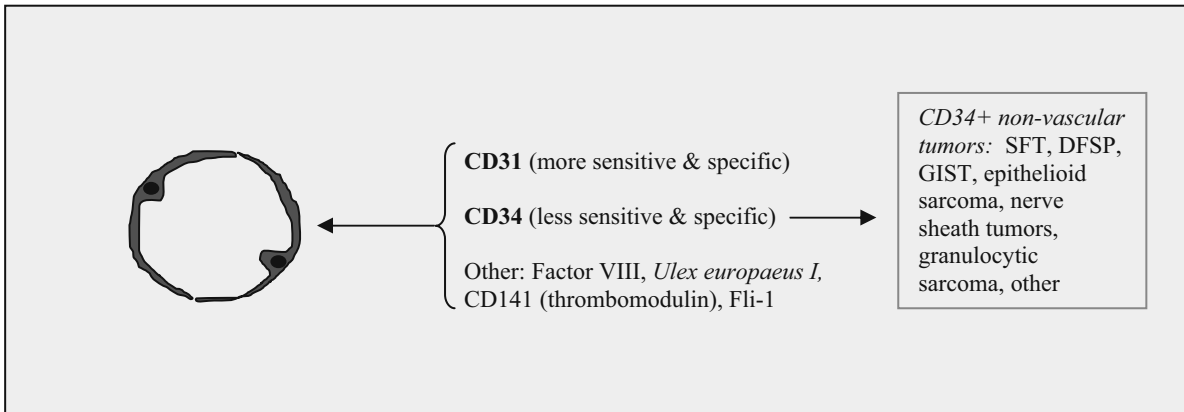 CD31 (more sensitive & specific)
CD34 (less sensitive & specific)
Other: Factor VIII, Ulex europaeus I,
CD141 (thrombomodulin), Fli-1
CD34+ non-vascular
tumors: SFT, DFSP,
GIST, epithelioid
sarcoma, nerve
sheath tumors,
granulocytic
sarcoma, other